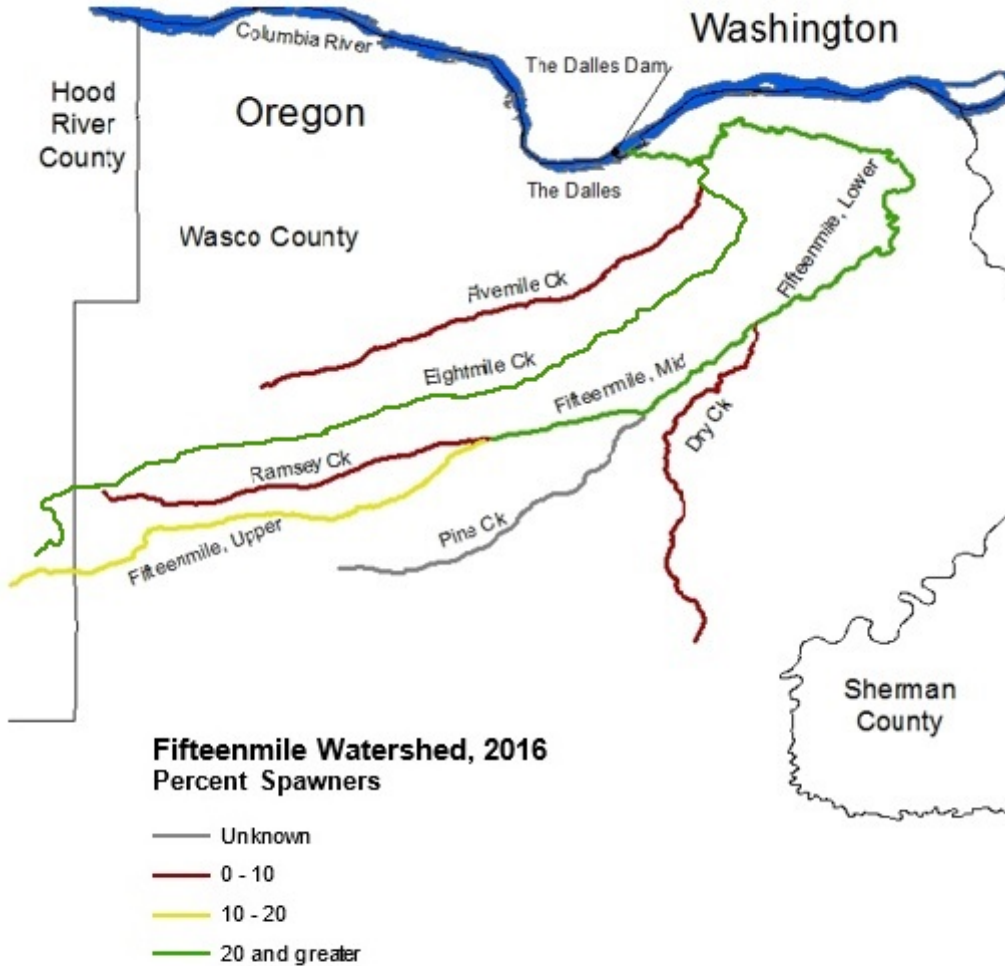 Washington
Columbia River
The Dalles Dam
Hood
River
County
Oregon
The Dalles
Wasco County
Fifteenmile, Lower
Fivemile Ck
Eightmile Ck
Fifteenmile, Mid
Dry Ck
Ramsey Ck
Pine Ck
Fifteenmile, Upper
Sherman
County
Fifteenmile Watershed, 2016
Percent Spawners
Unknown
0 - 10
10 - 20
20 and greater